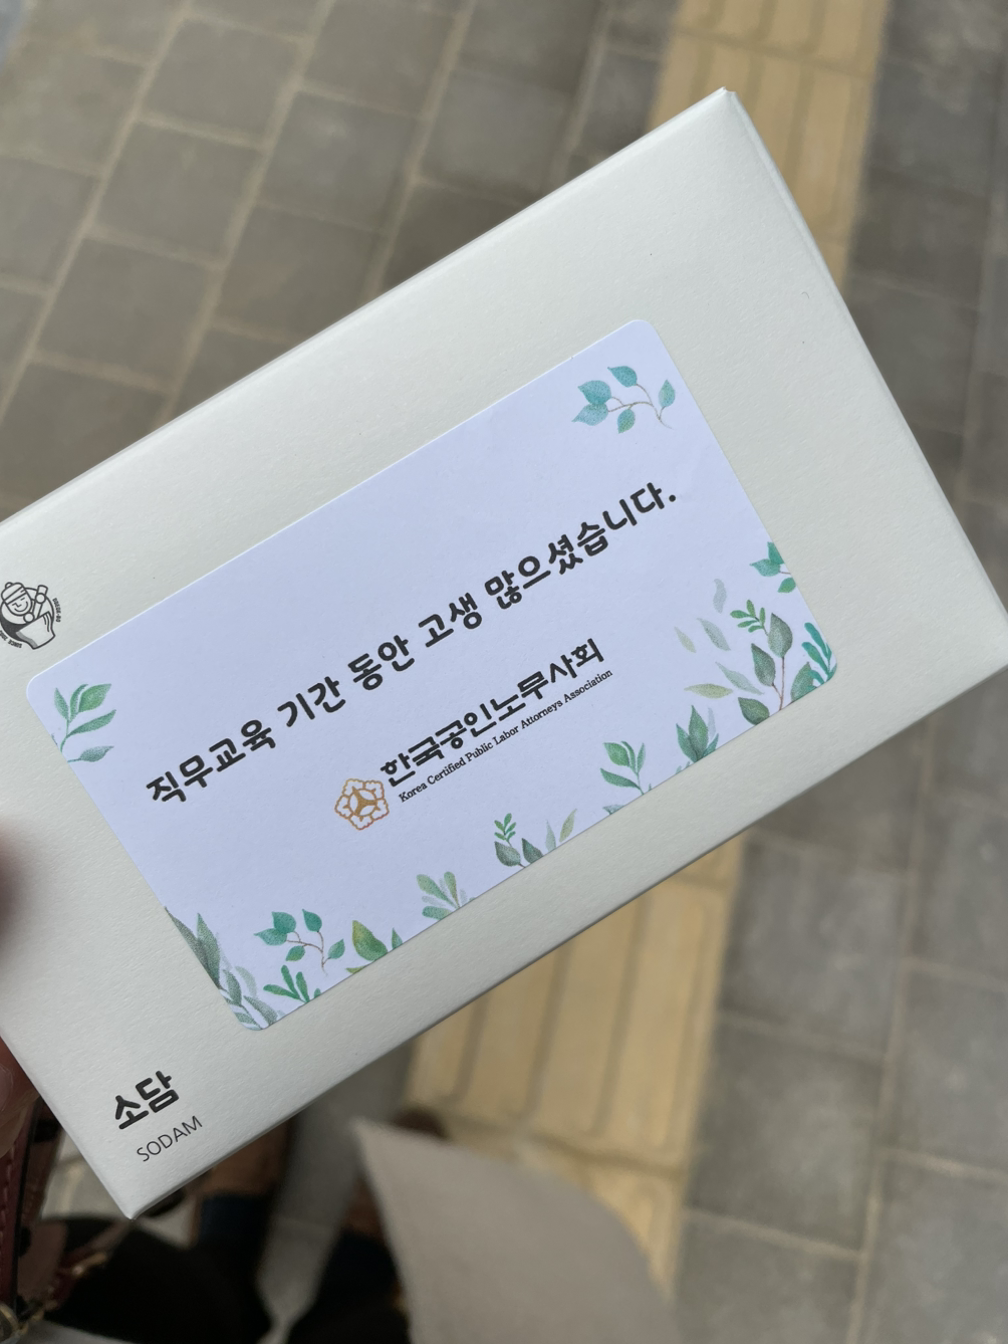 직무교육 기간 동안 고생 많으셨습니다.
한국공인노무사회
Korea Certified Public Labor Attorneys Association
소담
SODAM